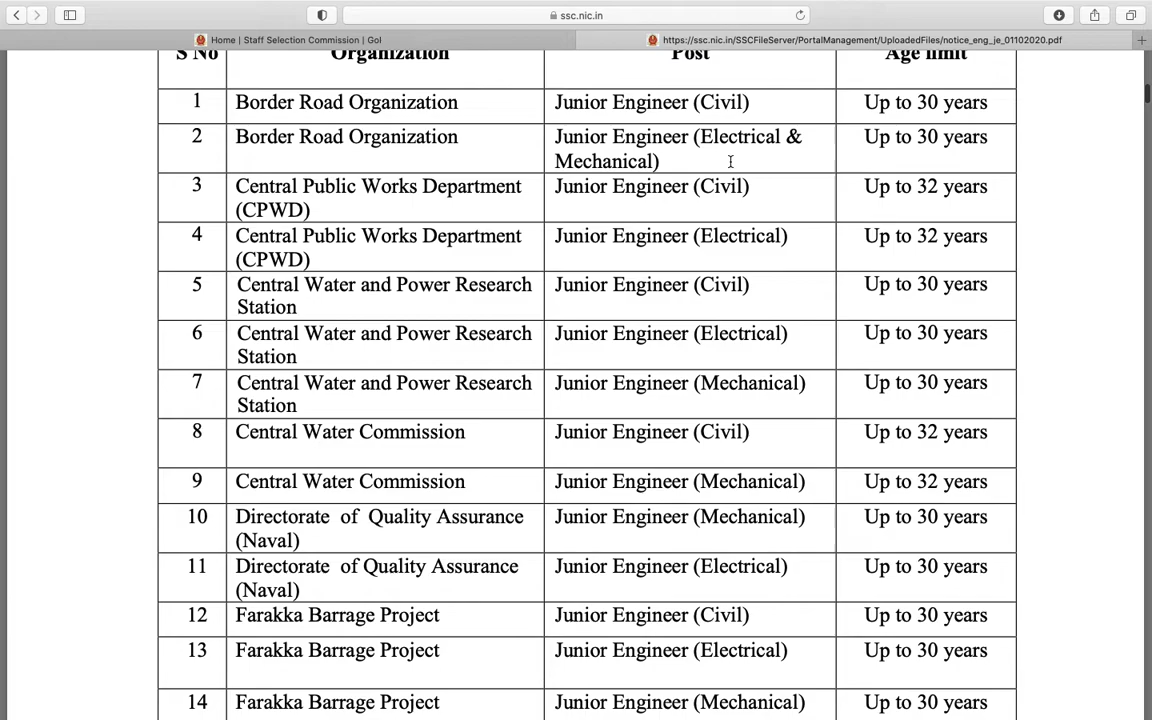 ssc.nic.in
Home | Staff Selection Commission | GoI
https://ssc.nic.in/SSCFileServer/PortalManagement/UploadedFiles/notice_eng_je_01102020.pdf
S No Organization Post Age limit
1 Border Road Organization Junior Engineer (Civil) Up to 30 years
2 Border Road Organization Junior Engineer (Electrical & Up to 30 years
Mechanical)
3 Central Public Works Department Junior Engineer (Civil) Up to 32 years
(CPWD)
4 Central Public Works Department Junior Engineer (Electrical) Up to 32 years
(CPWD)
5 Central Water and Power Research Junior Engineer (Civil) Up to 30 years
Station
6 Central Water and Power Research Junior Engineer (Electrical) Up to 30 years
Station
7 Central Water and Power Research Junior Engineer (Mechanical) Up to 30 years
Station
8 Central Water Commission Junior Engineer (Civil) Up to 32 years
9 Central Water Commission Junior Engineer (Mechanical) Up to 32 years
10 Directorate of Quality Assurance Junior Engineer (Mechanical) Up to 30 years
(Naval)
11 Directorate of Quality Assurance Junior Engineer (Electrical) Up to 30 years
(Naval)
12 Farakka Barrage Project Junior Engineer (Civil) Up to 30 years
13 Farakka Barrage Project Junior Engineer (Electrical) Up to 30 years
14 Farakka Barrage Project Junior Engineer (Mechanical) Up to 30 years